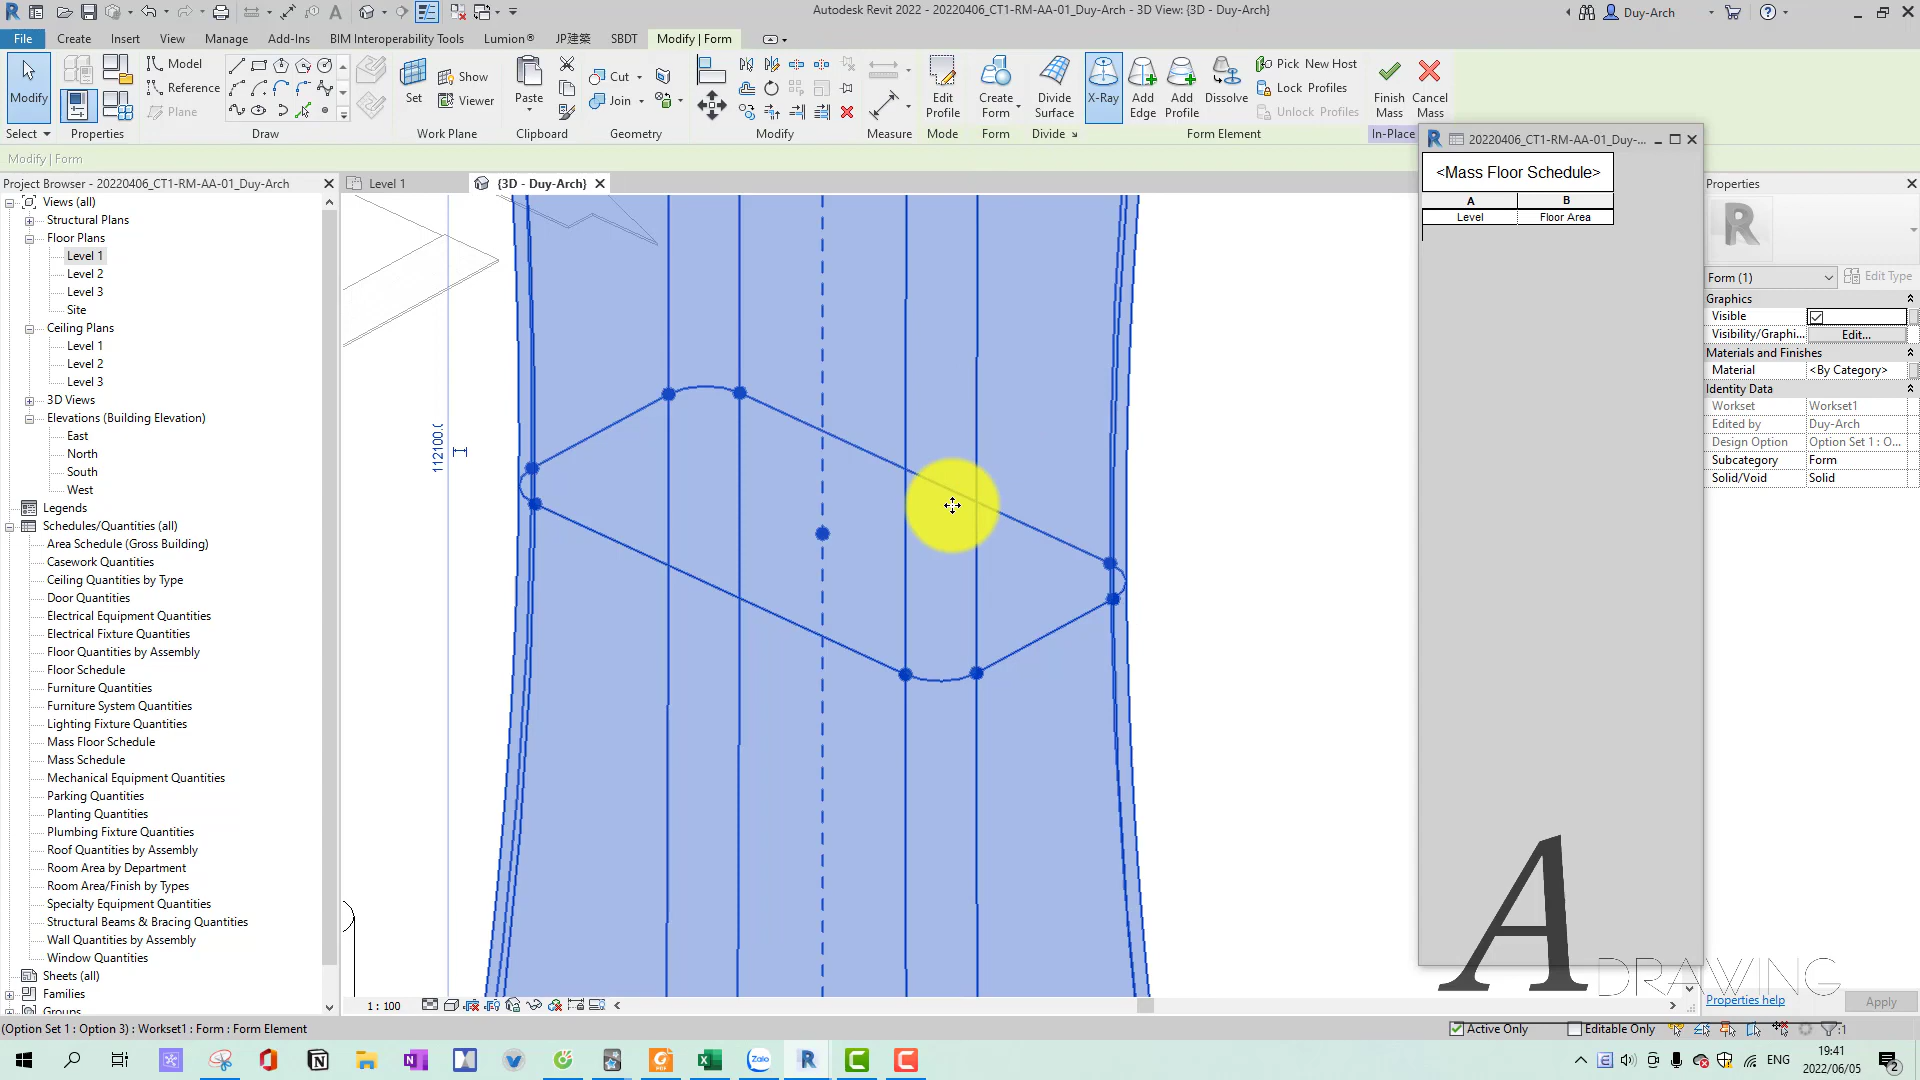 Autodesk Revit 2022 - 20220406_CT1-RM-AA-01_Duy-Arch - 3D View: {3D - Duy-Arch}
Duy-Arch
File
Create
Insert
View
Manage
Add-Ins
BIM Interoperability Tools
Lumion®
JP建築
SBDT
Modify | Form
Modify
Model
Reference
Plane
Set
Show
Viewer
Paste
Cut
Join
Edit
Profile
Create
Form
Divide
Surface
X-Ray
Add
Edge
Add
Profile
Dissolve
Pick New Host
Lock Profiles
Unlock Profiles
Finish
Mass
Cancel
Mass
Select
Properties
Draw
Work Plane
Clipboard
Geometry
Modify
Measure
Mode
Form
Divide
Form Element
In-Place
Modify | Form
Project Browser - 20220406_CT1-RM-AA-01_Duy-Arch
Views (all)
Structural Plans
Floor Plans
Level 1
Level 2
Level 3
Site
Ceiling Plans
Level 1
Level 2
Level 3
3D Views
Elevations (Building Elevation)
East
North
South
West
Legends
Schedules/Quantities (all)
Area Schedule (Gross Building)
Casework Quantities
Ceiling Quantities by Type
Door Quantities
Electrical Equipment Quantities
Electrical Fixture Quantities
Floor Quantities by Assembly
Floor Schedule
Furniture Quantities
Furniture System Quantities
Lighting Fixture Quantities
Mass Floor Schedule
Mass Schedule
Mechanical Equipment Quantities
Parking Quantities
Planting Quantities
Plumbing Fixture Quantities
Roof Quantities by Assembly
Room Area by Department
Room Area/Finish by Types
Specialty Equipment Quantities
Structural Beams & Bracing Quantities
Wall Quantities by Assembly
Window Quantities
Sheets (all)
Families
Groups
Level 1
{3D - Duy-Arch}
112100.0
1 : 100
20220406_CT1-RM-AA-01_Duy-...
<Mass Floor Schedule>
A
B
Level
Floor Area
Properties
R
Form (1)
Edit Type
Graphics
Visible
Visibility/Graphi...
Edit...
Materials and Finishes
Material
<By Category>
Identity Data
Workset
Workset1
Edited by
Duy-Arch
Design Option
Option Set 1 : O...
Subcategory
Form
Solid/Void
Solid
A DRAWING
Properties help
Apply
(Option Set 1 : Option 3) : Workset1 : Form : Form Element
Active Only
Editable Only
:1
Zalo
ENG
19:41
2022/06/05
2